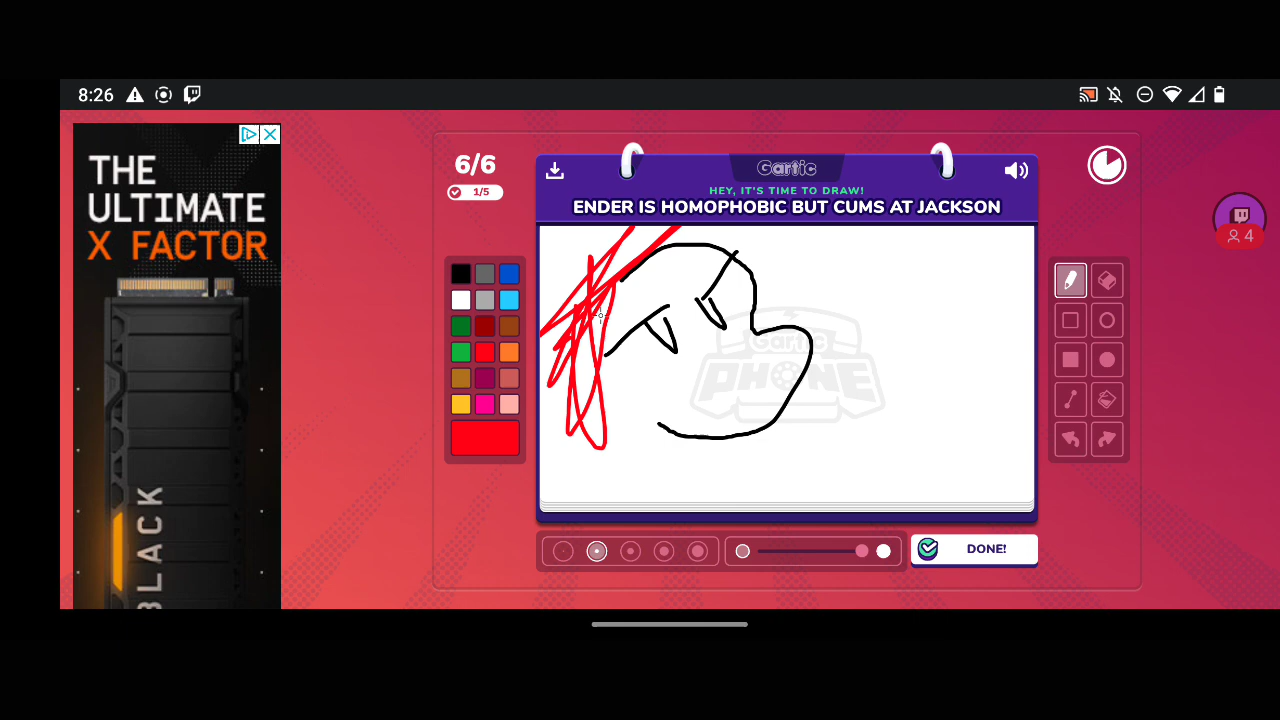 8:26
4
THE
ULTIMATE
X FACTOR
BLACK
6/6
1/5
Gartic
HEY, IT'S TIME TO DRAW!
ENDER IS HOMOPHOBIC BUT CUMS AT JACKSON
Gartic
PHONE
DONE!